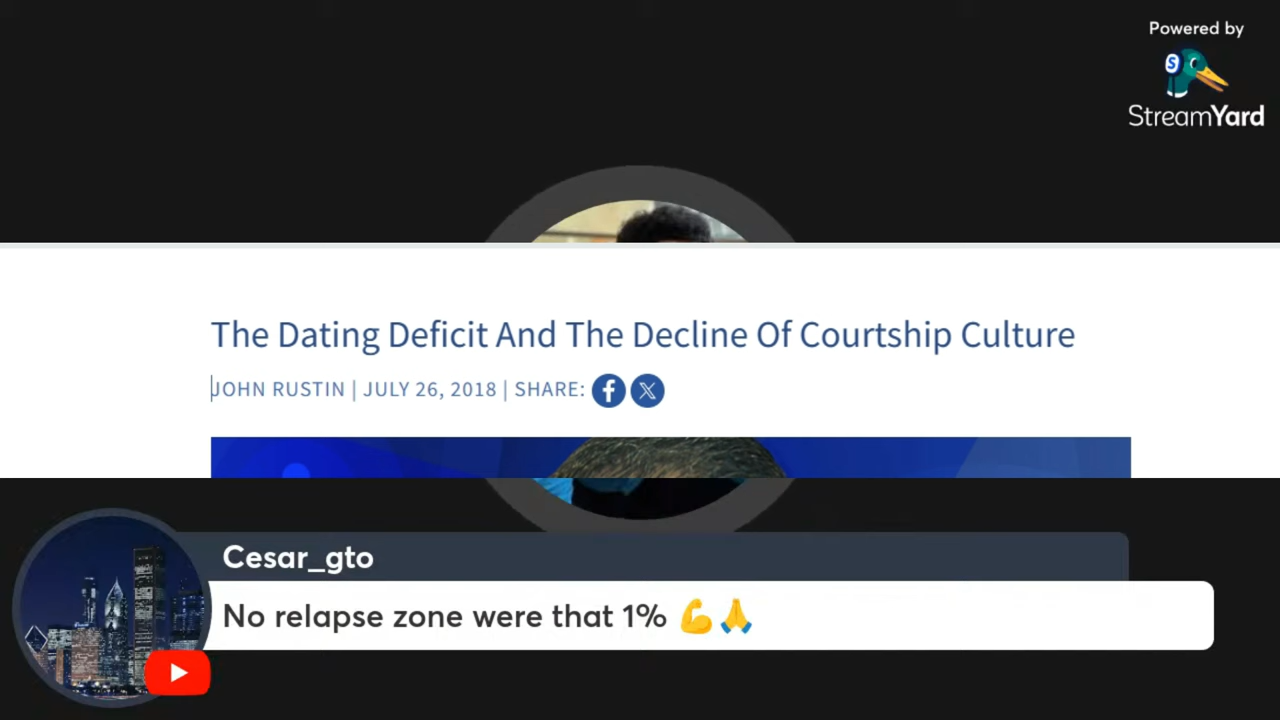 Powered by
StreamYard
The Dating Deficit And The Decline Of Courtship Culture
JOHN RUSTIN | JULY 26, 2018 | SHARE:
Cesar_gto
No relapse zone were that 1% 💪🙏